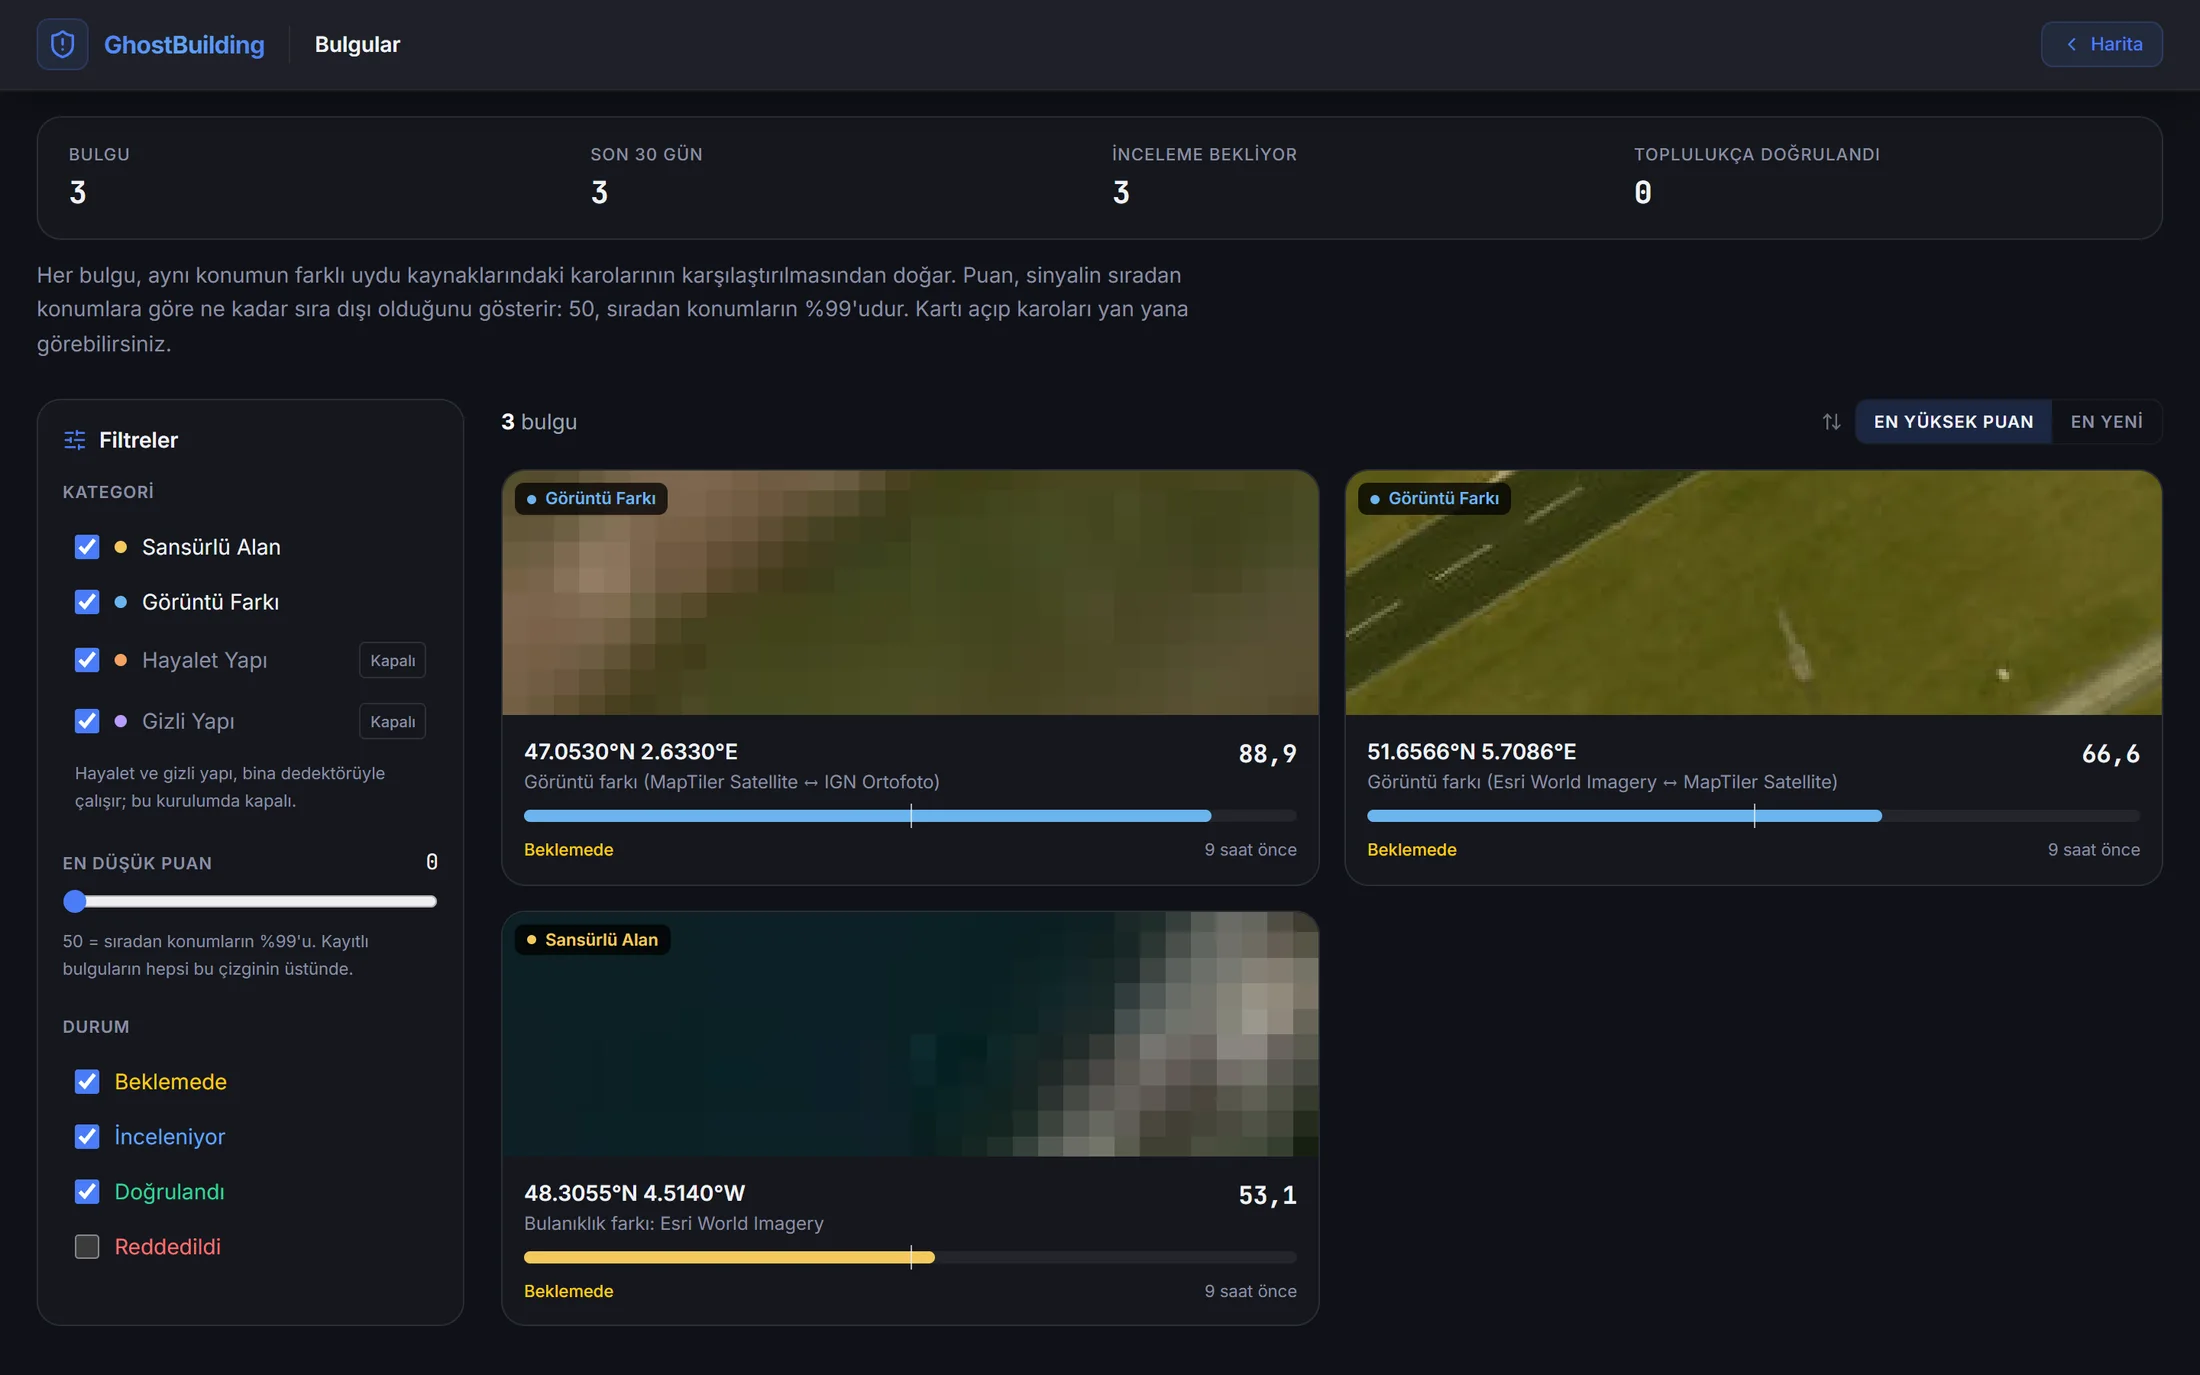 GhostBuilding
Bulgular
Harita
BULGU
3
SON 30 GÜN
3
İNCELEME BEKLİYOR
3
TOPLULUKÇA DOĞRULANDI
0
Her bulgu, aynı konumun farklı uydu kaynaklarındaki karolarının karşılaştırılmasından doğar. Puan, sinyalin sıradan
konumlara göre ne kadar sıra dışı olduğunu gösterir: 50, sıradan konumların %99'udur. Kartı açıp karoları yan yana
görebilirsiniz.
Filtreler
KATEGORİ
Sansürlü Alan
Görüntü Farkı
Hayalet Yapı
Kapalı
Gizli Yapı
Kapalı
Hayalet ve gizli yapı, bina dedektörüyle
çalışır; bu kurulumda kapalı.
EN DÜŞÜK PUAN
0
50 = sıradan konumların %99'u. Kayıtlı
bulguların hepsi bu çizginin üstünde.
DURUM
Beklemede
İnceleniyor
Doğrulandı
Reddedildi
3 bulgu
EN YÜKSEK PUAN
EN YENİ
Görüntü Farkı
47.0530°N 2.6330°E
88,9
Görüntü farkı (MapTiler Satellite ↔ IGN Ortofoto)
Beklemede
9 saat önce
Görüntü Farkı
51.6566°N 5.7086°E
66,6
Görüntü farkı (Esri World Imagery ↔ MapTiler Satellite)
Beklemede
9 saat önce
Sansürlü Alan
48.3055°N 4.5140°W
53,1
Bulanıklık farkı: Esri World Imagery
Beklemede
9 saat önce